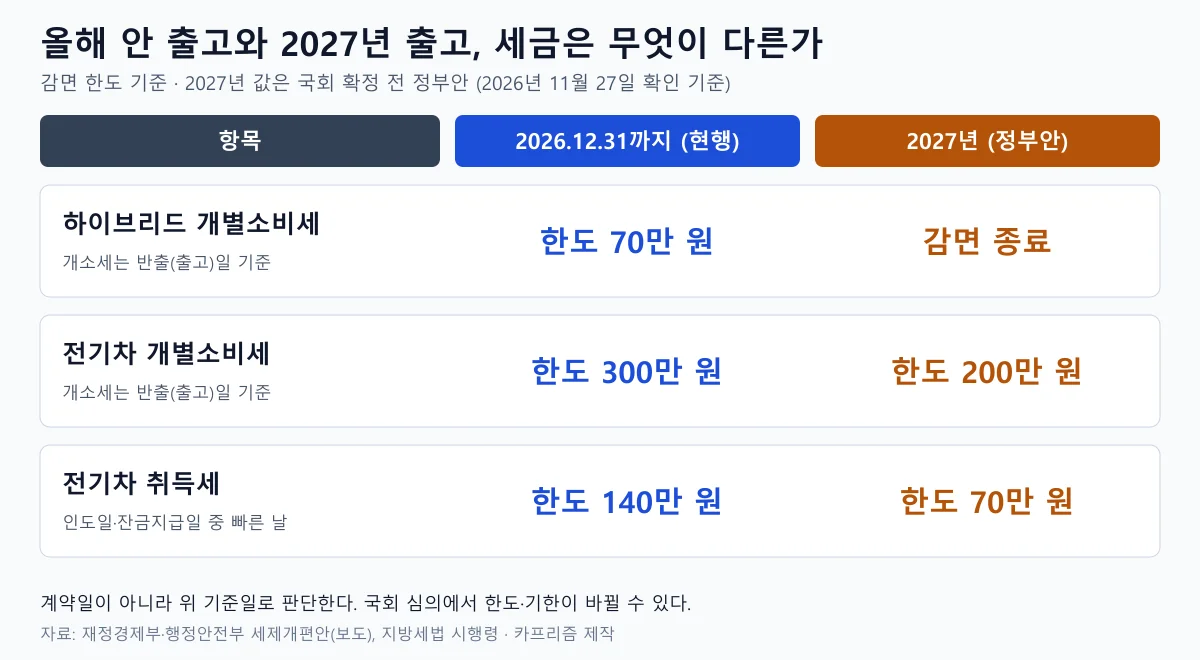 올해 안 출고와 2027년 출고, 세금은 무엇이 다른가
감면 한도 기준 · 2027년 값은 국회 확정 전 정부안 (2026년 11월 27일 확인 기준)
항목
2026.12.31까지 (현행)
2027년 (정부안)
하이브리드 개별소비세
개소세는 반출(출고)일 기준
한도 70만 원
감면 종료
전기차 개별소비세
개소세는 반출(출고)일 기준
한도 300만 원
한도 200만 원
전기차 취득세
인도일·잔금지급일 중 빠른 날
한도 140만 원
한도 70만 원
계약일이 아니라 위 기준일로 판단한다. 국회 심의에서 한도·기한이 바뀔 수 있다.
자료: 재정경제부·행정안전부 세제개편안(보도), 지방세법 시행령 · 카프리즘 제작